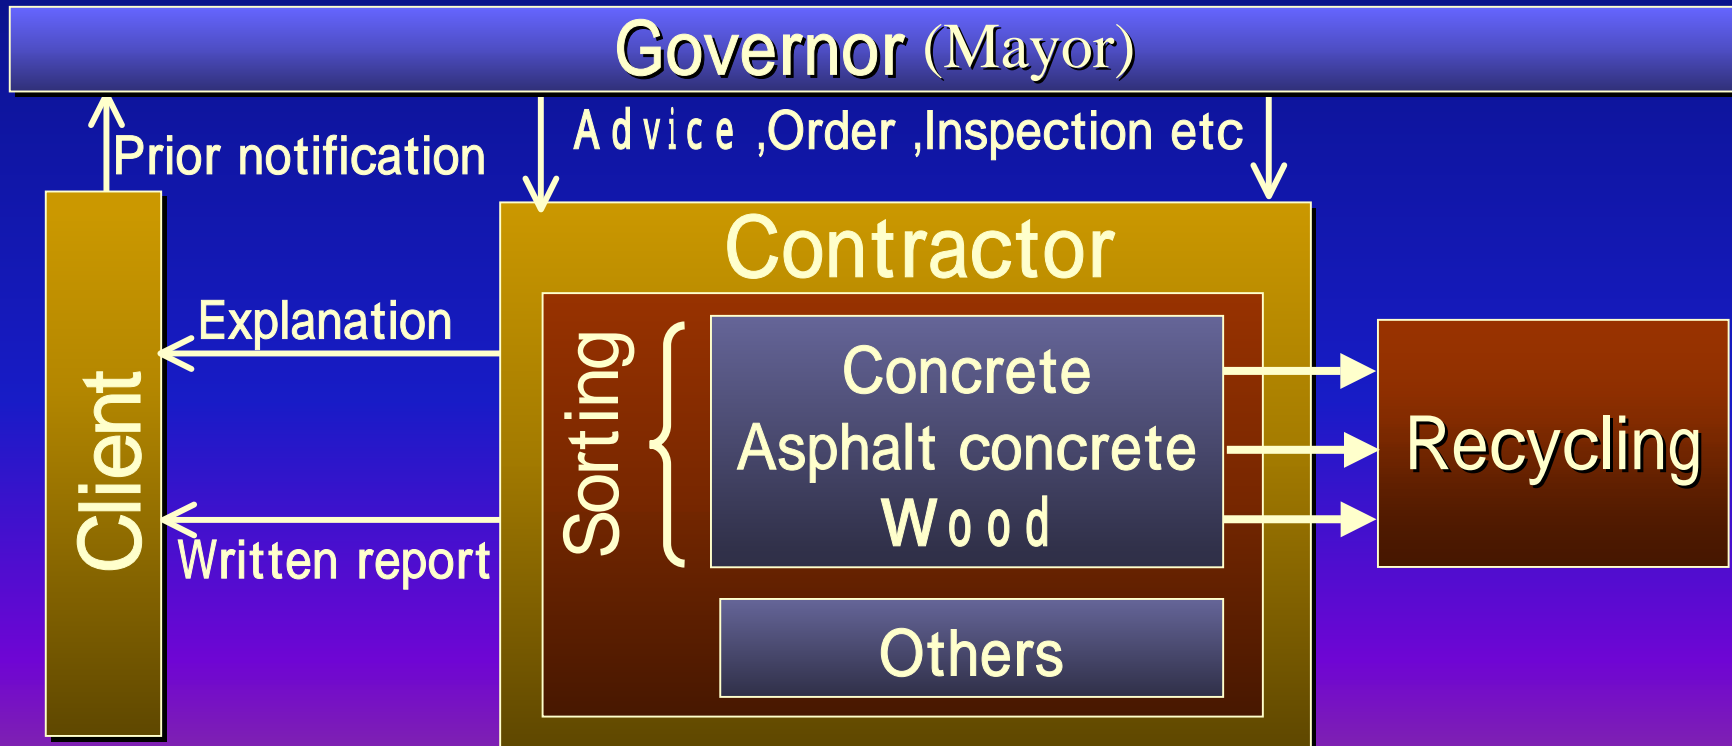 Governor (Mayor)
Prior notification
Advice ,Order ,Inspection etc
Contractor
Explanation
Client
Written report
Sorting
Concrete
Asphalt concrete
Wood
Others
Recycling